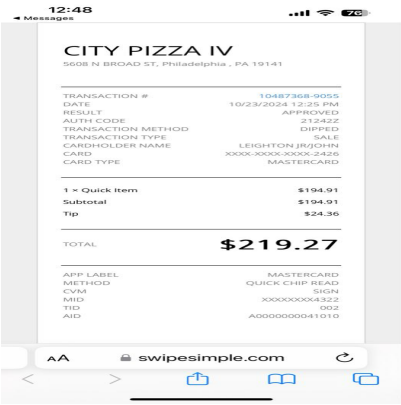 12:48
Messages
76
CITY PIZZA IV
5608 N BROAD ST, Philadelphia , PA 19141
TRANSACTION # 10487368-9055
DATE 10/23/2024 12:25 PM
RESULT APPROVED
AUTH CODE 21242Z
TRANSACTION METHOD DIPPED
TRANSACTION TYPE SALE
CARDHOLDER NAME LEIGHTON JR/JOHN
CARD XXXX-XXXX-XXXX-2426
CARD TYPE MASTERCARD
1 × Quick Item $194.91
Subtotal $194.91
Tip $24.36
TOTAL $219.27
APP LABEL MASTERCARD
METHOD QUICK CHIP READ
CVM SIGN
MID XXXXXXXX4322
TID 002
AID A0000000041010
AA swipesimple.com